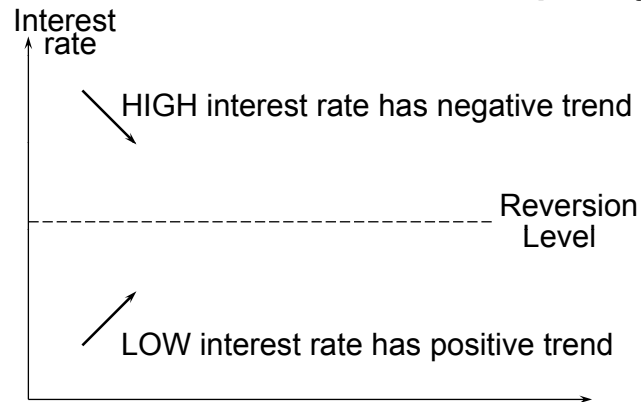 Interest
rate
HIGH interest rate has negative trend
Reversion
Level
LOW interest rate has positive trend